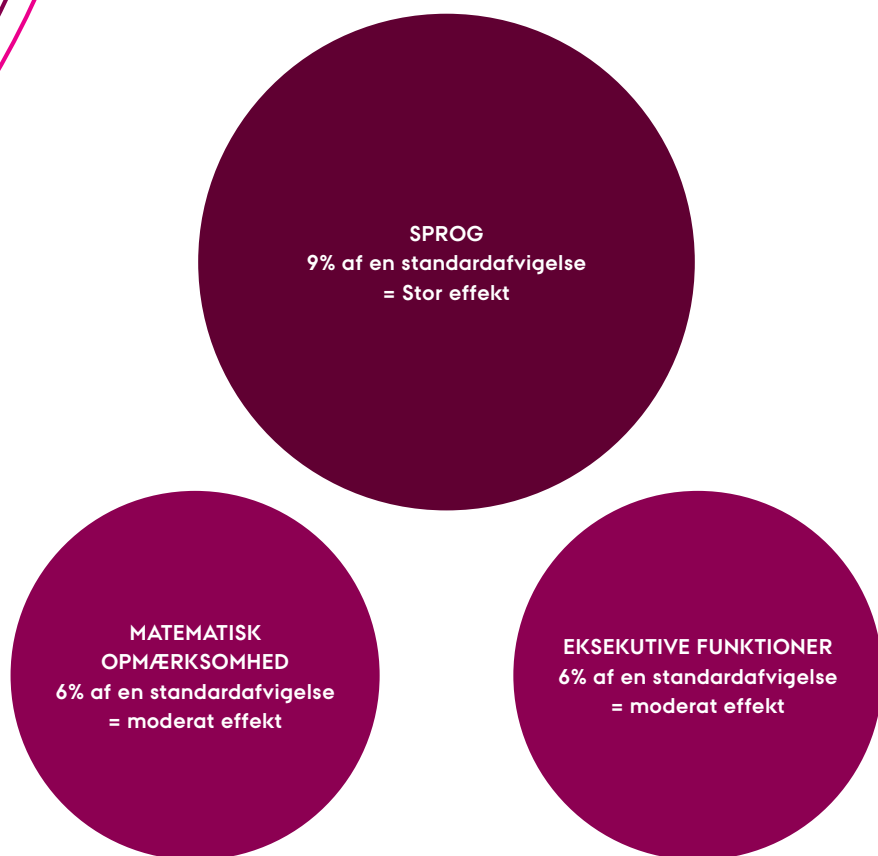 SPROG
9% af en standardafvigelse
= Stor effekt
MATEMATISK
OPMÆRKSOMHED
6% af en standardafvigelse
= moderat effekt
EKSEKUTIVE FUNKTIONER
6% af en standardafvigelse
= moderat effekt